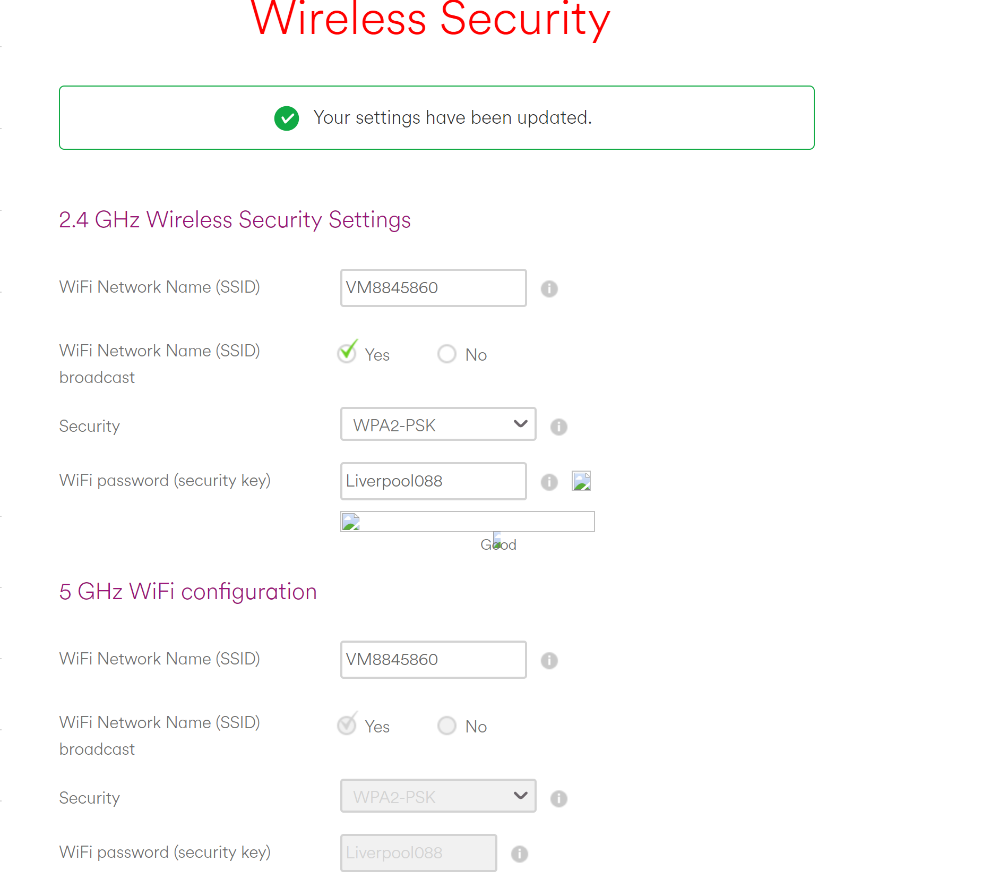 Wireless Security
Your settings have been updated.
2.4 GHz Wireless Security Settings
WiFi Network Name (SSID) VM8845860
WiFi Network Name (SSID) Yes No
broadcast
Security WPA2-PSK
WiFi password (security key) Liverpool088
Good
5 GHz WiFi configuration
WiFi Network Name (SSID) VM8845860
WiFi Network Name (SSID) Yes No
broadcast
Security WPA2-PSK
WiFi password (security key) Liverpool088